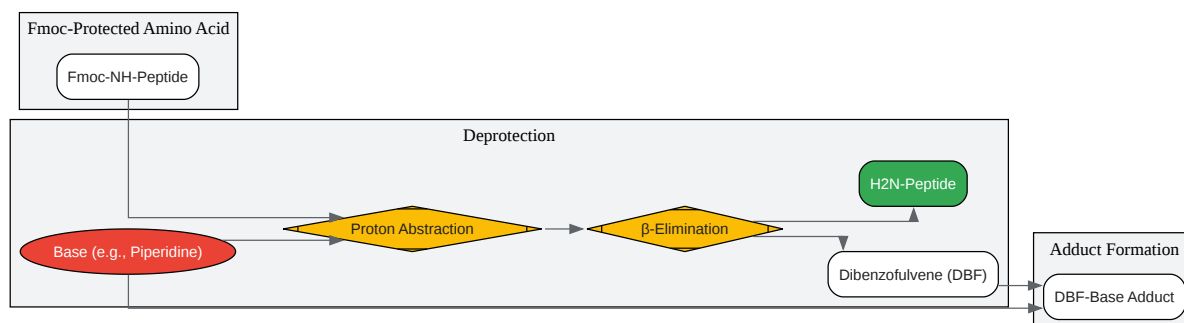 Fmoc-Protected Amino Acid
Fmoc-NH-Peptide
Deprotection
H2N-Peptide
Proton Abstraction
β-Elimination
Base (e.g., Piperidine)
Dibenzofulvene (DBF)
Adduct Formation
DBF-Base Adduct